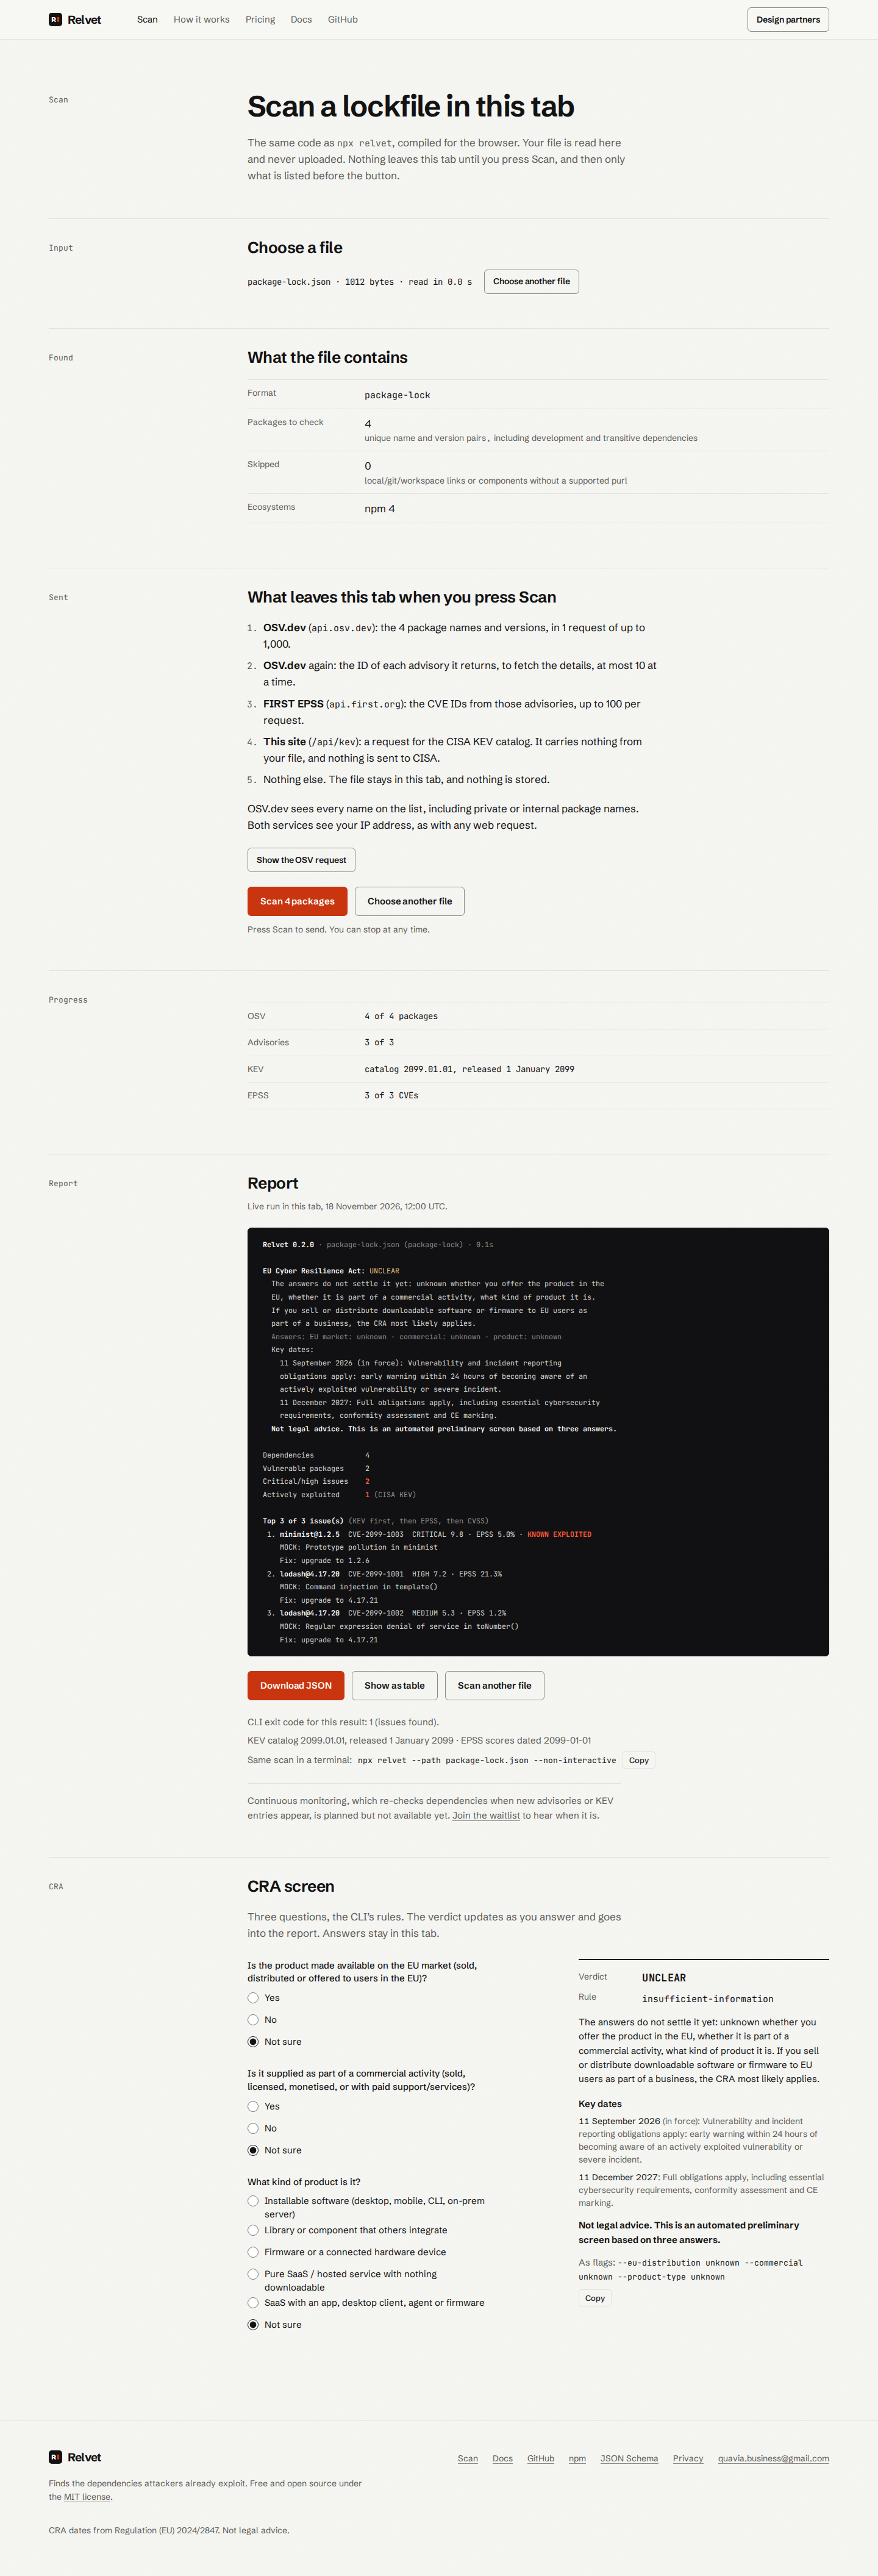 Relvet
Scan How it works Pricing Docs GitHub
Design partners
Scan
Scan a lockfile in this tab
The same code as npx relvet, compiled for the browser. Your file is read here
and never uploaded. Nothing leaves this tab until you press Scan, and then only
what is listed before the button.
Input
Choose a file
package-lock.json · 1012 bytes · read in 0.0 s
Choose another file
Found
What the file contains
Format package-lock
Packages to check 4
unique name and version pairs, including development and transitive dependencies
Skipped 0
local/git/workspace links or components without a supported purl
Ecosystems npm 4
Sent
What leaves this tab when you press Scan
1. OSV.dev (api.osv.dev): the 4 package names and versions, in 1 request of up to
1,000.
2. OSV.dev again: the ID of each advisory it returns, to fetch the details, at most 10 at
a time.
3. FIRST EPSS (api.first.org): the CVE IDs from those advisories, up to 100 per
request.
4. This site (/api/kev): a request for the CISA KEV catalog. It carries nothing from
your file, and nothing is sent to CISA.
5. Nothing else. The file stays in this tab, and nothing is stored.
OSV.dev sees every name on the list, including private or internal package names.
Both services see your IP address, as with any web request.
Show the OSV request
Scan 4 packages
Choose another file
Press Scan to send. You can stop at any time.
Progress
OSV 4 of 4 packages
Advisories 3 of 3
KEV catalog 2099.01.01, released 1 January 2099
EPSS 3 of 3 CVEs
Report
Report
Live run in this tab, 18 November 2026, 12:00 UTC.
Relvet 0.2.0 · package-lock.json (package-lock) · 0.1s
EU Cyber Resilience Act: UNCLEAR
The answers do not settle it yet: unknown whether you offer the product in the
EU, whether it is part of a commercial activity, what kind of product it is.
If you sell or distribute downloadable software or firmware to EU users as
part of a business, the CRA most likely applies.
Answers: EU market: unknown · commercial: unknown · product: unknown
Key dates:
11 September 2026 (in force): Vulnerability and incident reporting
obligations apply: early warning within 24 hours of becoming aware of an
actively exploited vulnerability or severe incident.
11 December 2027: Full obligations apply, including essential cybersecurity
requirements, conformity assessment and CE marking.
Not legal advice. This is an automated preliminary screen based on three answers.
Dependencies 4
Vulnerable packages 2
Critical/high issues 2
Actively exploited 1 (CISA KEV)
Top 3 of 3 issue(s) (KEV first, then EPSS, then CVSS)
1. minimist@1.2.5 CVE-2099-1003 CRITICAL 9.8 · EPSS 5.0% · KNOWN EXPLOITED
MOCK: Prototype pollution in minimist
Fix: upgrade to 1.2.6
2. lodash@4.17.20 CVE-2099-1001 HIGH 7.2 · EPSS 21.3%
MOCK: Command injection in template()
Fix: upgrade to 4.17.21
3. lodash@4.17.20 CVE-2099-1002 MEDIUM 5.3 · EPSS 1.2%
MOCK: Regular expression denial of service in toNumber()
Fix: upgrade to 4.17.21
Download JSON
Show as table
Scan another file
CLI exit code for this result: 1 (issues found).
KEV catalog 2099.01.01, released 1 January 2099 · EPSS scores dated 2099-01-01
Same scan in a terminal: npx relvet --path package-lock.json --non-interactive Copy
Continuous monitoring, which re-checks dependencies when new advisories or KEV
entries appear, is planned but not available yet. Join the waitlist to hear when it is.
CRA
CRA screen
Three questions, the CLI's rules. The verdict updates as you answer and goes
into the report. Answers stay in this tab.
Is the product made available on the EU market (sold,
distributed or offered to users in the EU)?
Yes
No
Not sure
Is it supplied as part of a commercial activity (sold,
licensed, monetised, or with paid support/services)?
Yes
No
Not sure
What kind of product is it?
Installable software (desktop, mobile, CLI, on-prem
server)
Library or component that others integrate
Firmware or a connected hardware device
Pure SaaS / hosted service with nothing
downloadable
SaaS with an app, desktop client, agent or firmware
Not sure
Verdict UNCLEAR
Rule insufficient-information
The answers do not settle it yet: unknown whether you
offer the product in the EU, whether it is part of a
commercial activity, what kind of product it is. If you sell
or distribute downloadable software or firmware to EU
users as part of a business, the CRA most likely applies.
Key dates
11 September 2026 (in force): Vulnerability and incident
reporting obligations apply: early warning within 24 hours of
becoming aware of an actively exploited vulnerability or
severe incident.
11 December 2027: Full obligations apply, including essential
cybersecurity requirements, conformity assessment and CE
marking.
Not legal advice. This is an automated preliminary
screen based on three answers.
As flags: --eu-distribution unknown --commercial
unknown --product-type unknown
Copy
Relvet
Scan Docs GitHub npm JSON Schema Privacy quavia.business@gmail.com
Finds the dependencies attackers already exploit. Free and open source under
the MIT license.
CRA dates from Regulation (EU) 2024/2847. Not legal advice.